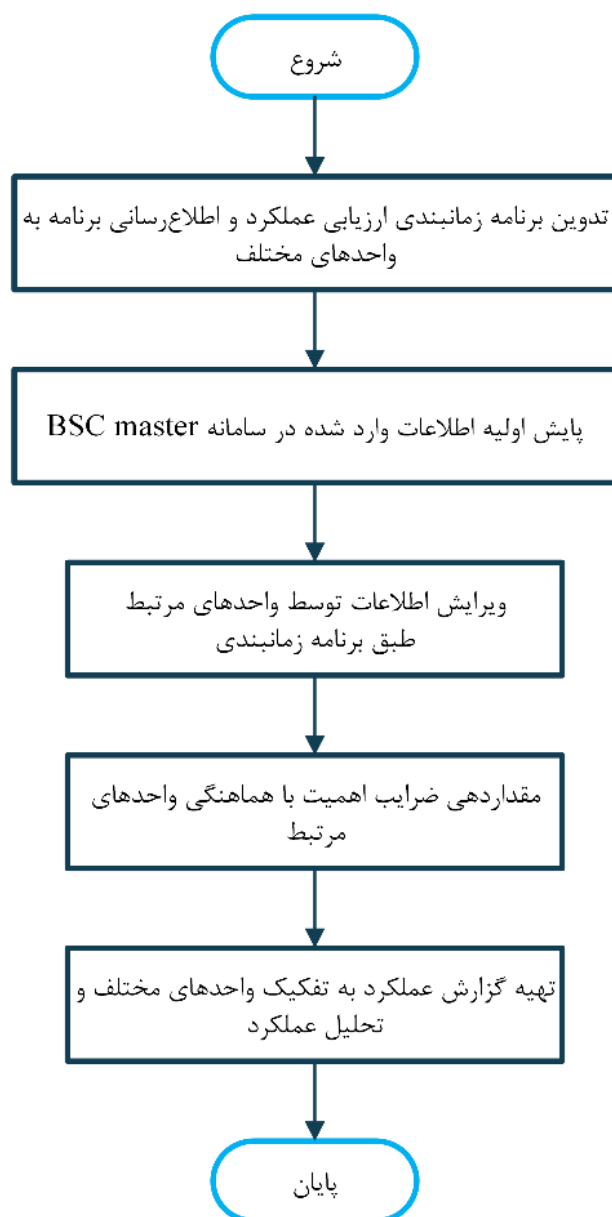 شروع
تدوین برنامه زمانبندی ارزیابی عملکرد و اطلاع‌رسانی برنامه به
واحدهای مختلف
پایش اولیه اطلاعات وارد شده در سامانه BSC master
ویرایش اطلاعات توسط واحدهای مرتبط
طبق برنامه زمانبندی
مقداردهی ضرایب اهمیت با هماهنگی واحدهای
مرتبط
تهیه گزارش عملکرد به تفکیک واحدهای مختلف و
تحلیل عملکرد
پایان